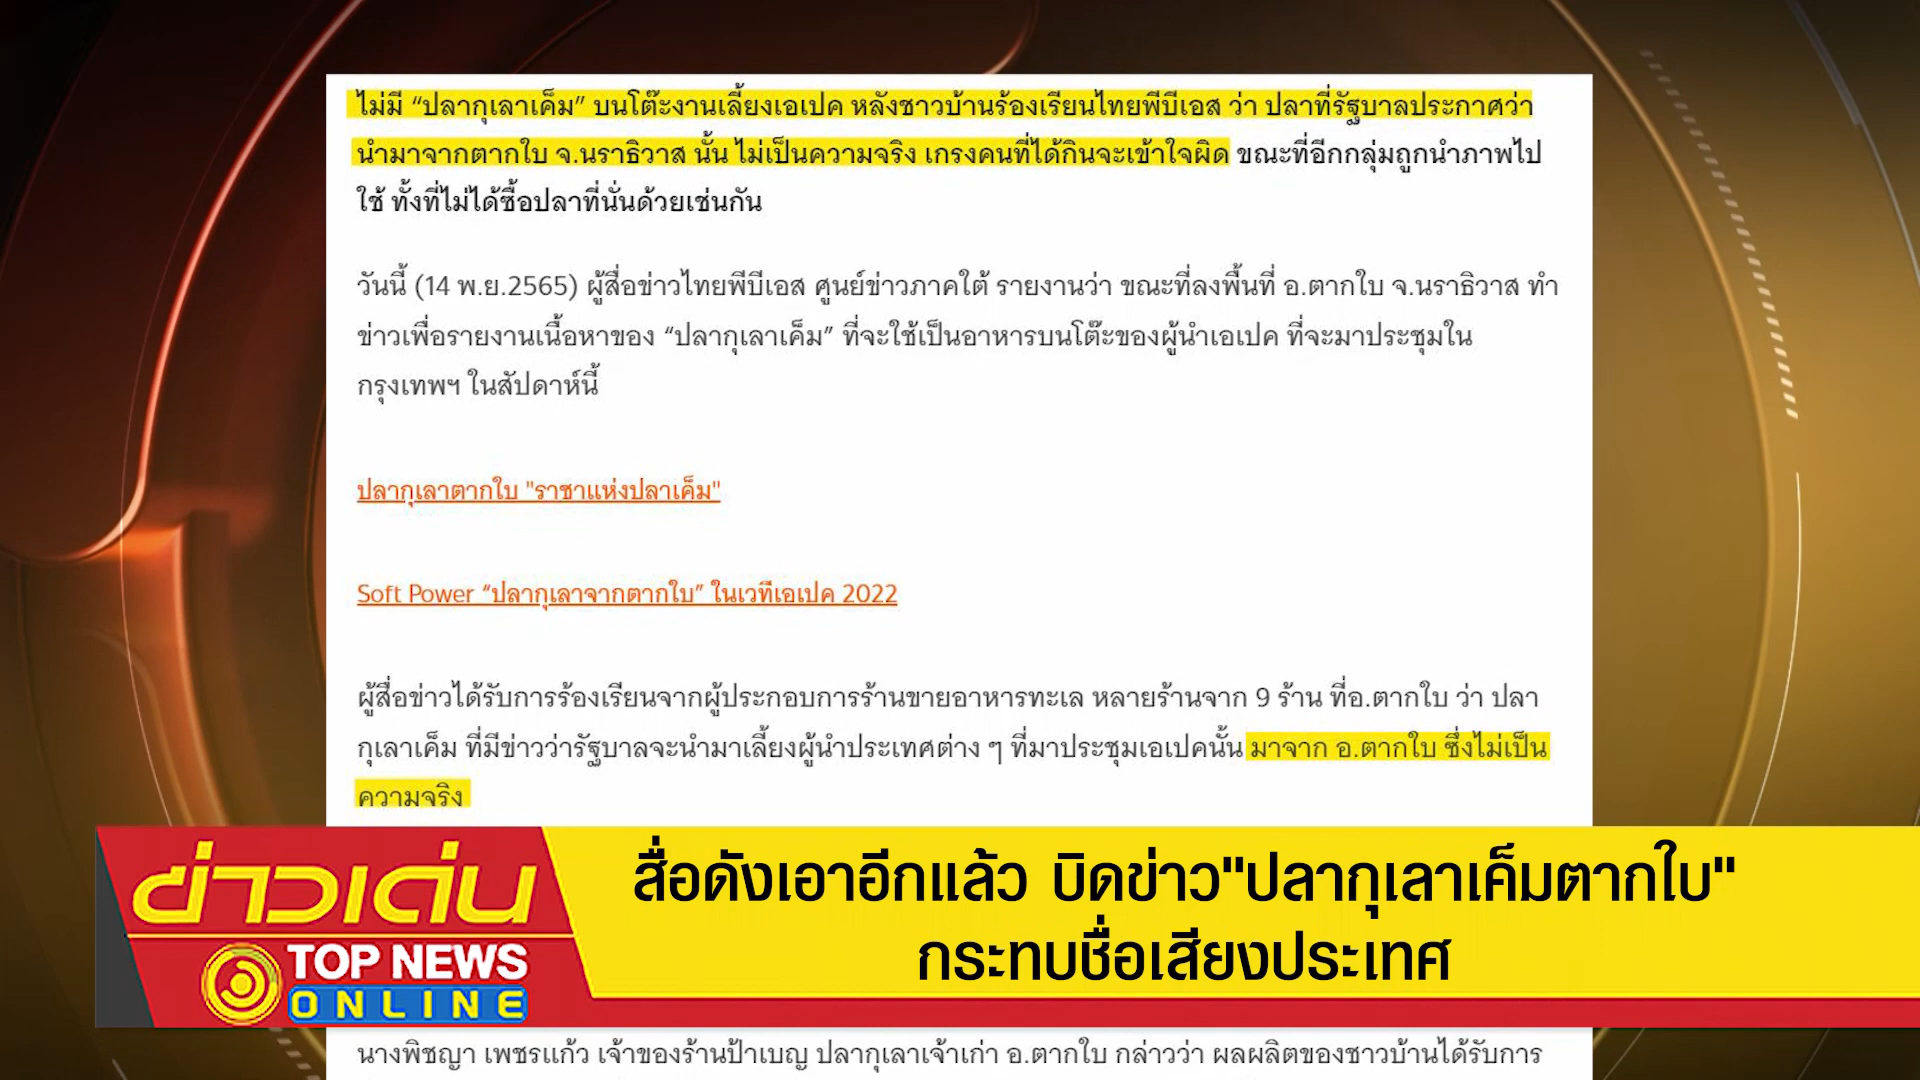 ไม่มี “ปลากุเลาเค็ม” บนโต๊ะงานเลี้ยงเอเปค หลังชาวบ้านร้องเรียนไทยพีบีเอส ว่า ปลาที่รัฐบาลประกาศว่า
นำมาจากตากใบ จ.นราธิวาส นั้น ไม่เป็นความจริง เกรงคนที่ได้กินจะเข้าใจผิด ขณะที่อีกกลุ่มถูกนำภาพไป
ใช้ ทั้งที่ไม่ได้ซื้อปลาที่นั่นด้วยเช่นกัน
วันนี้ (14 พ.ย.2565) ผู้สื่อข่าวไทยพีบีเอส ศูนย์ข่าวภาคใต้ รายงานว่า ขณะที่ลงพื้นที่ อ.ตากใบ จ.นราธิวาส ทำ
ข่าวเพื่อรายงานเนื้อหาของ “ปลากุเลาเค็ม” ที่จะใช้เป็นอาหารบนโต๊ะของผู้นำเอเปค ที่จะมาประชุมใน
กรุงเทพฯ ในสัปดาห์นี้
ปลากุเลาตากใบ "ราชาแห่งปลาเค็ม"
Soft Power “ปลากุเลาจากตากใบ” ในเวทีเอเปค 2022
ผู้สื่อข่าวได้รับการร้องเรียนจากผู้ประกอบการร้านขายอาหารทะเล หลายร้านจาก 9 ร้าน ที่อ.ตากใบ ว่า ปลา
กุเลาเค็ม ที่มีข่าวว่ารัฐบาลจะนำมาเลี้ยงผู้นำประเทศต่าง ๆ ที่มาประชุมเอเปคนั้น มาจาก อ.ตากใบ ซึ่งไม่เป็น
ความจริง
ข่าวเด่น
TOP NEWS
ONLINE
สื่อดังเอาอีกแล้ว บิดข่าว"ปลากุเลาเค็มตากใบ"
กระทบชื่อเสียงประเทศ
นางพิชญา เพชรแก้ว เจ้าของร้านป้าเบญ ปลากุเลาเจ้าเก่า อ.ตากใบ กล่าวว่า ผลผลิตของชาวบ้านได้รับการ